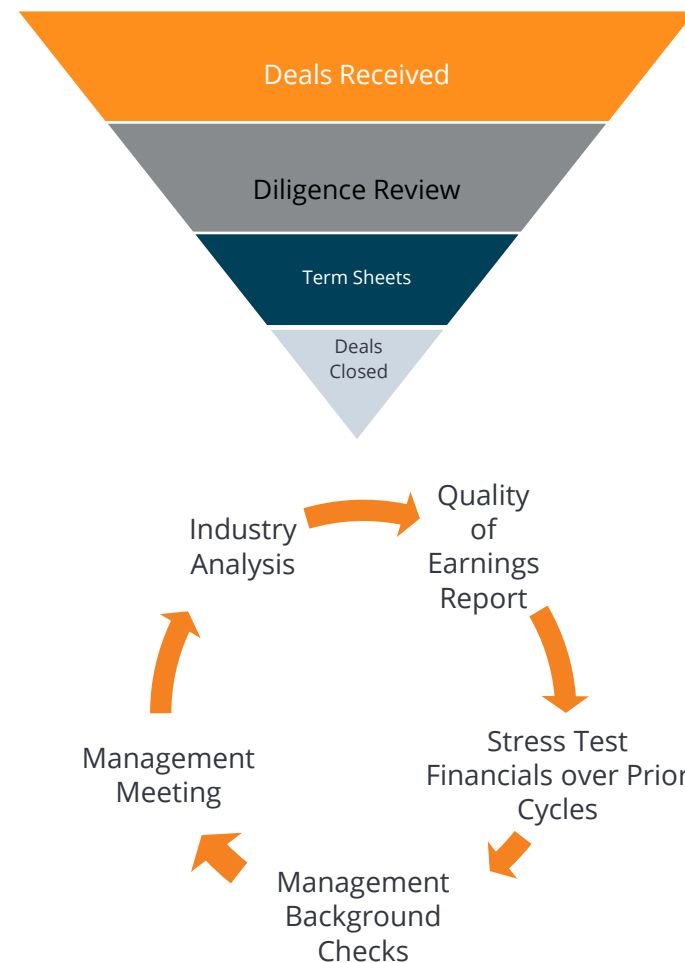 Deals Received
Diligence Review
Term Sheets
Deals
Closed
Industry
Analysis
Quality
of
Earnings
Report
Stress Test
Financials over Prior
Cycles
Management
Background
Checks
Management
Meeting